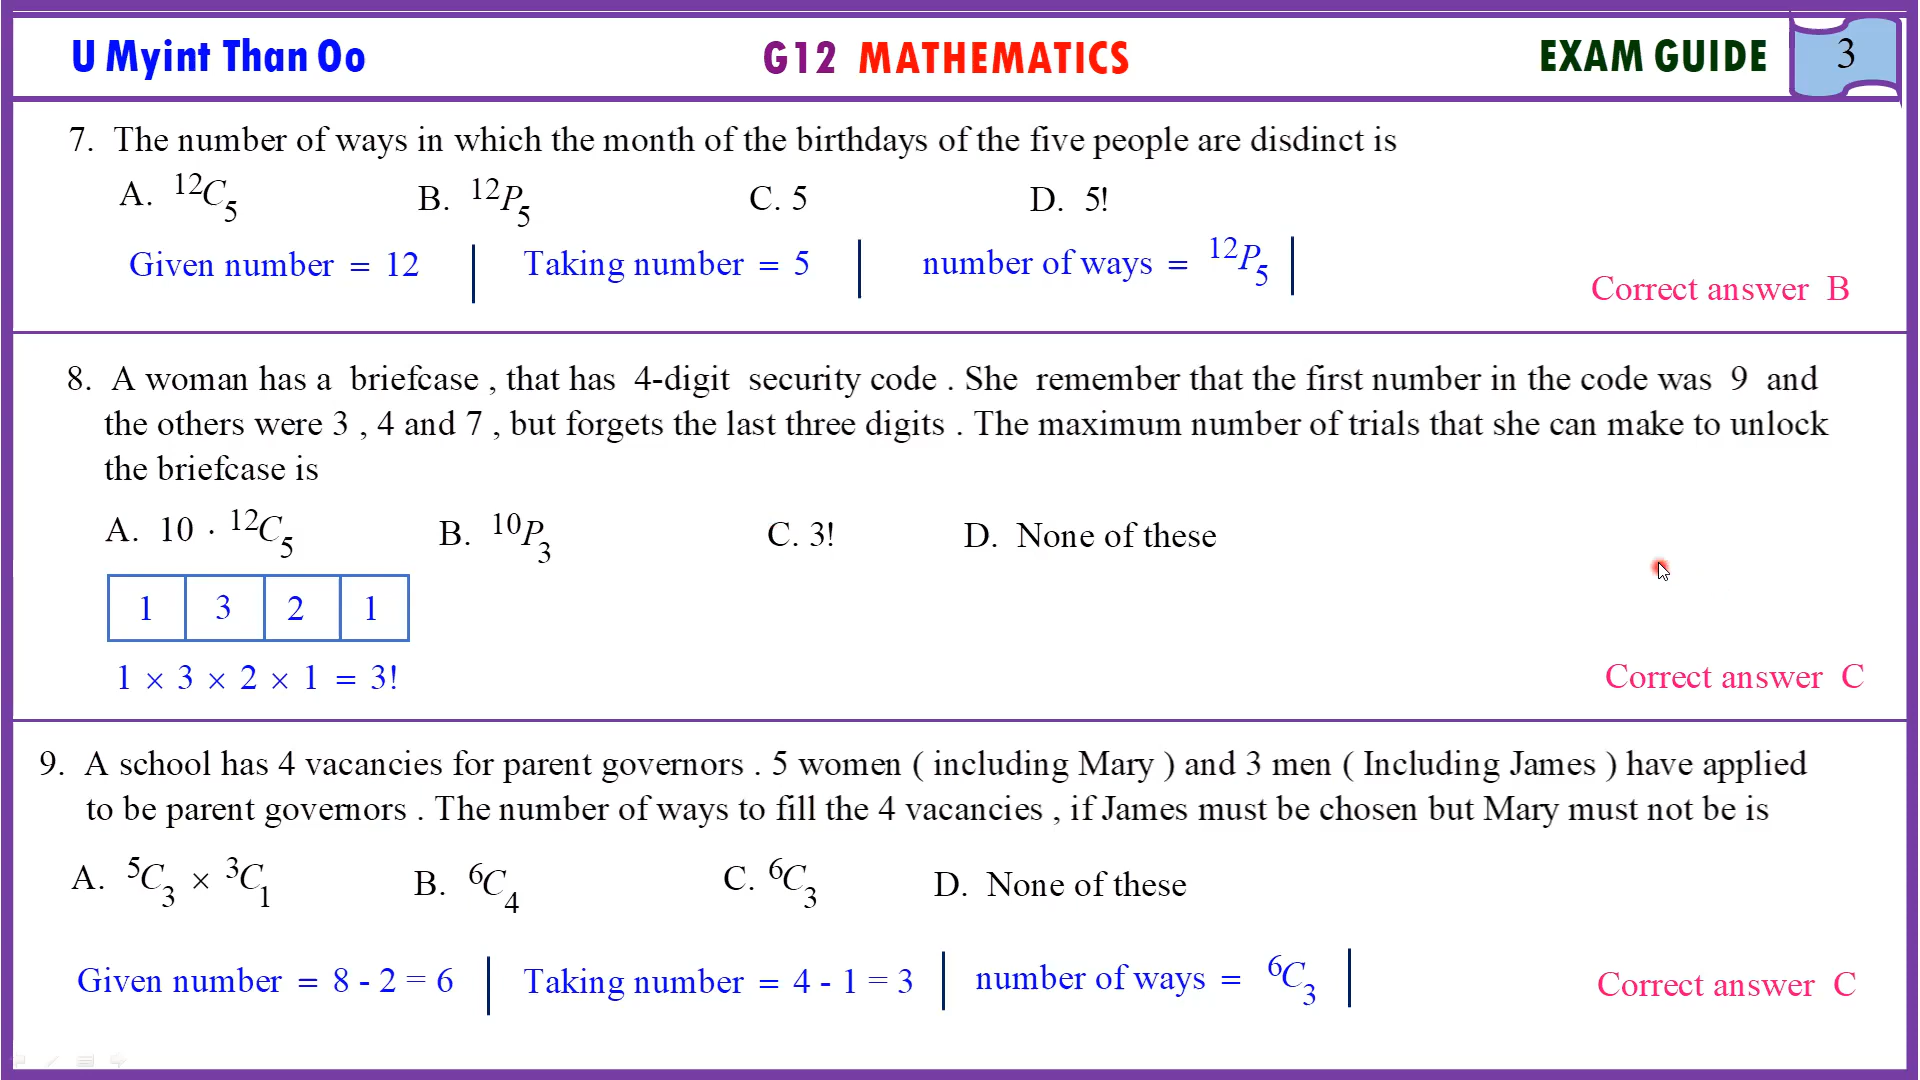 U Myint Than Oo G12 MATHEMATICS EXAM GUIDE 3
7. The number of ways in which the month of the birthdays of the five people are disdinct is
A. ¹²C₅ B. ¹²P₅ C. 5 D. 5!
Given number = 12 Taking number = 5 number of ways = ¹²P₅
Correct answer B
8. A woman has a briefcase , that has 4-digit security code . She remember that the first number in the code was 9 and
the others were 3 , 4 and 7 , but forgets the last three digits . The maximum number of trials that she can make to unlock
the briefcase is
A. 10 · ¹²C₅ B. ¹⁰P₃ C. 3! D. None of these
1 3 2 1
1 × 3 × 2 × 1 = 3!
Correct answer C
9. A school has 4 vacancies for parent governors . 5 women ( including Mary ) and 3 men ( Including James ) have applied
to be parent governors . The number of ways to fill the 4 vacancies , if James must be chosen but Mary must not be is
A. ⁵C₃ × ³C₁ B. ⁶C₄ C. ⁶C₃ D. None of these
Given number = 8 - 2 = 6 Taking number = 4 - 1 = 3 number of ways = ⁶C₃
Correct answer C